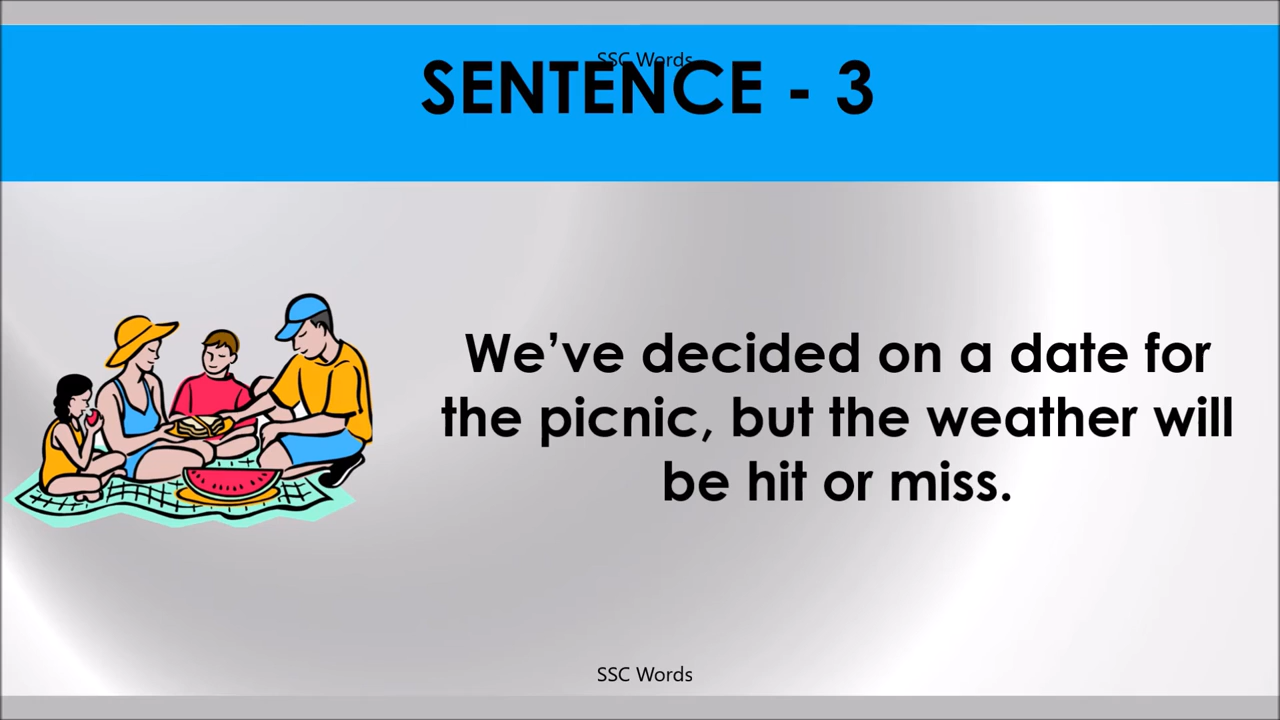 SSC Words
SENTENCE - 3
We’ve decided on a date for
the picnic, but the weather will
be hit or miss.
SSC Words